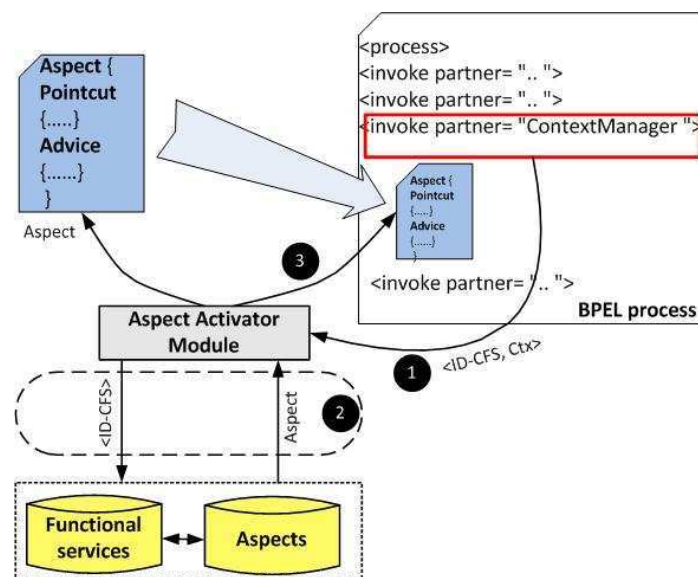 Aspect {
Pointcut
{.....}
Advice
{......}
}
Aspect
<process>
<invoke partner= ".. ">
<invoke partner= ".. ">
<invoke partner= "ContextManager ">
Aspect {
Pointcut
{.....}
Advice
{......}
}
<invoke partner= ".. ">
BPEL process
3
Aspect Activator
Module
1
<ID-CFS, Ctx>
<ID-CFS>
Aspect
2
Functional
services
Aspects